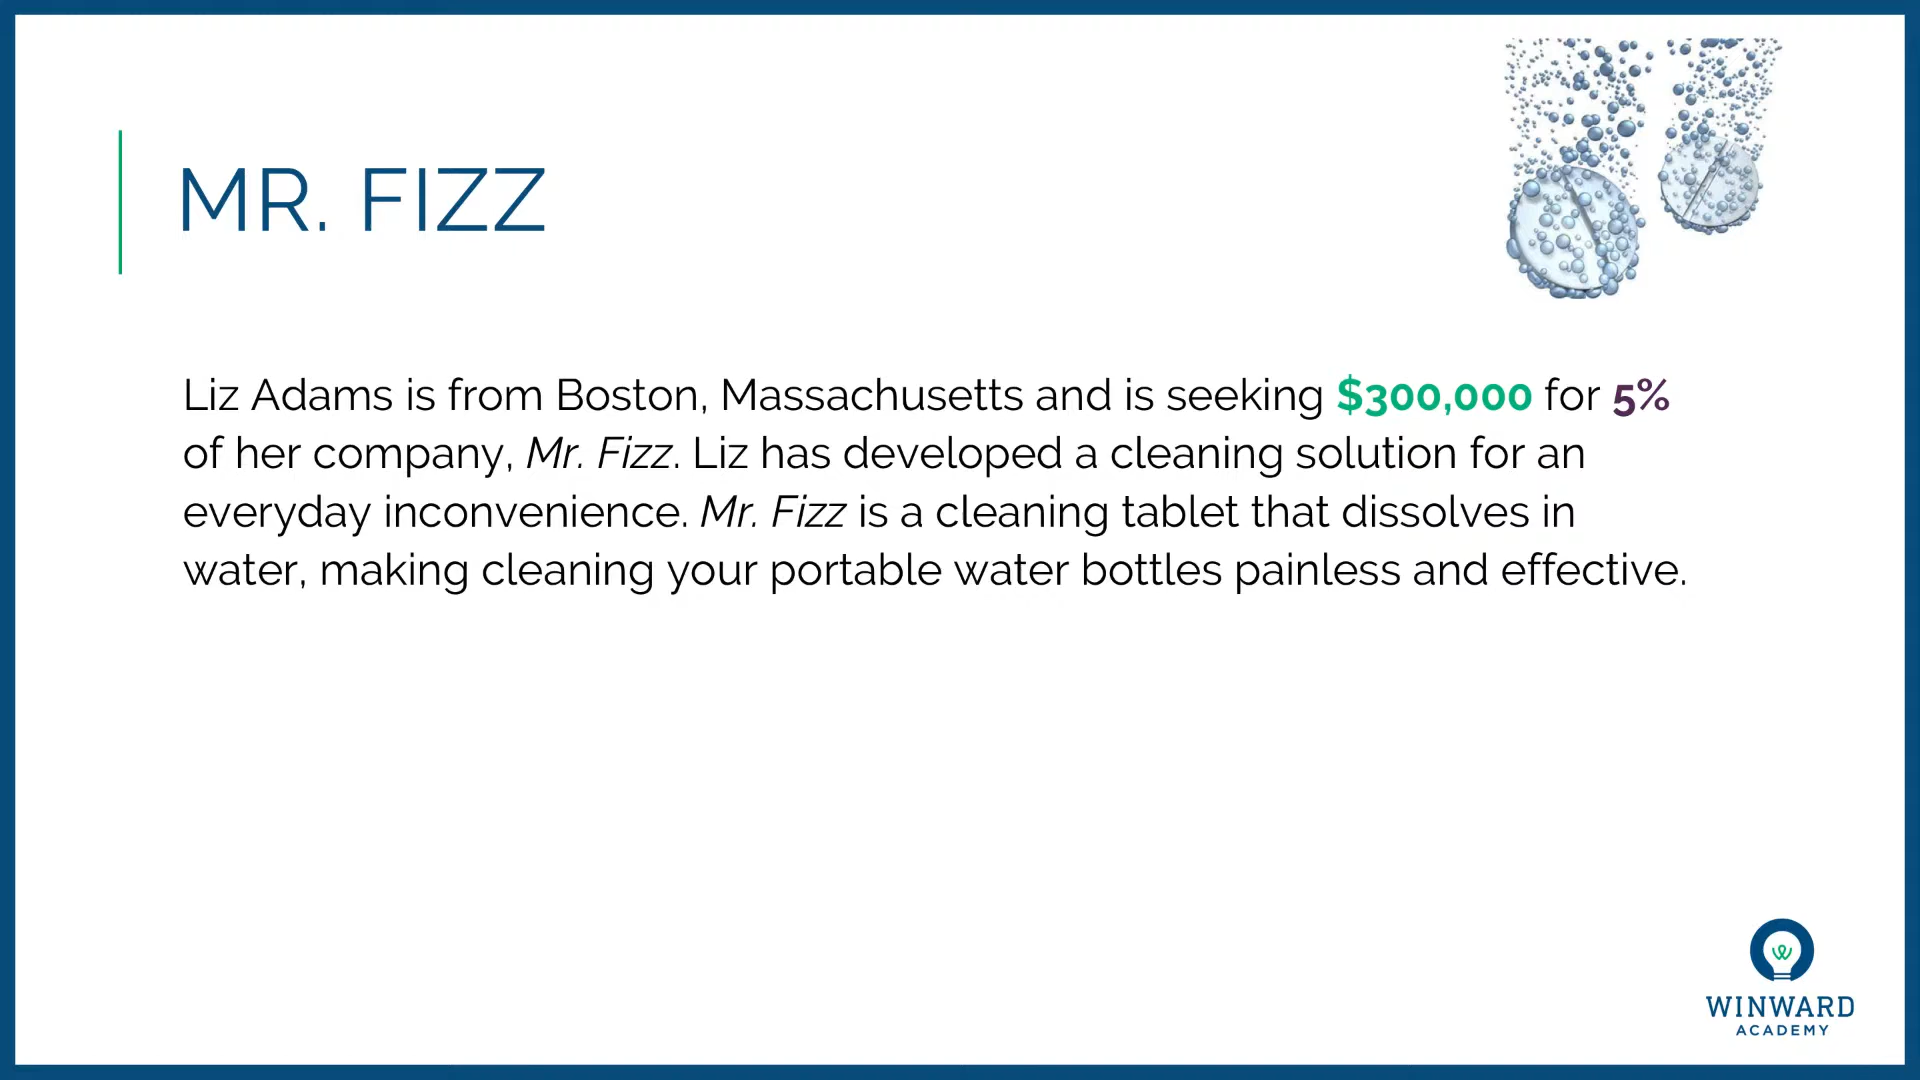 MR. FIZZ
Liz Adams is from Boston, Massachusetts and is seeking $300,000 for 5%
of her company, Mr. Fizz. Liz has developed a cleaning solution for an
everyday inconvenience. Mr. Fizz is a cleaning tablet that dissolves in
water, making cleaning your portable water bottles painless and effective.
WINWARD
ACADEMY